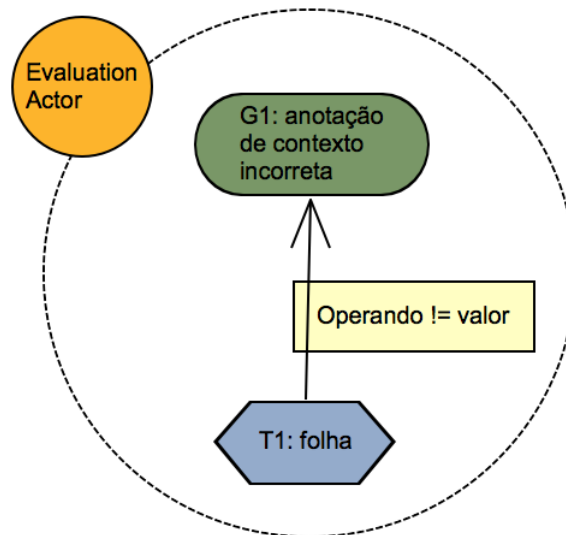 Evaluation
Actor
G1: anotação
de contexto
incorreta
Operando != valor
T1: folha